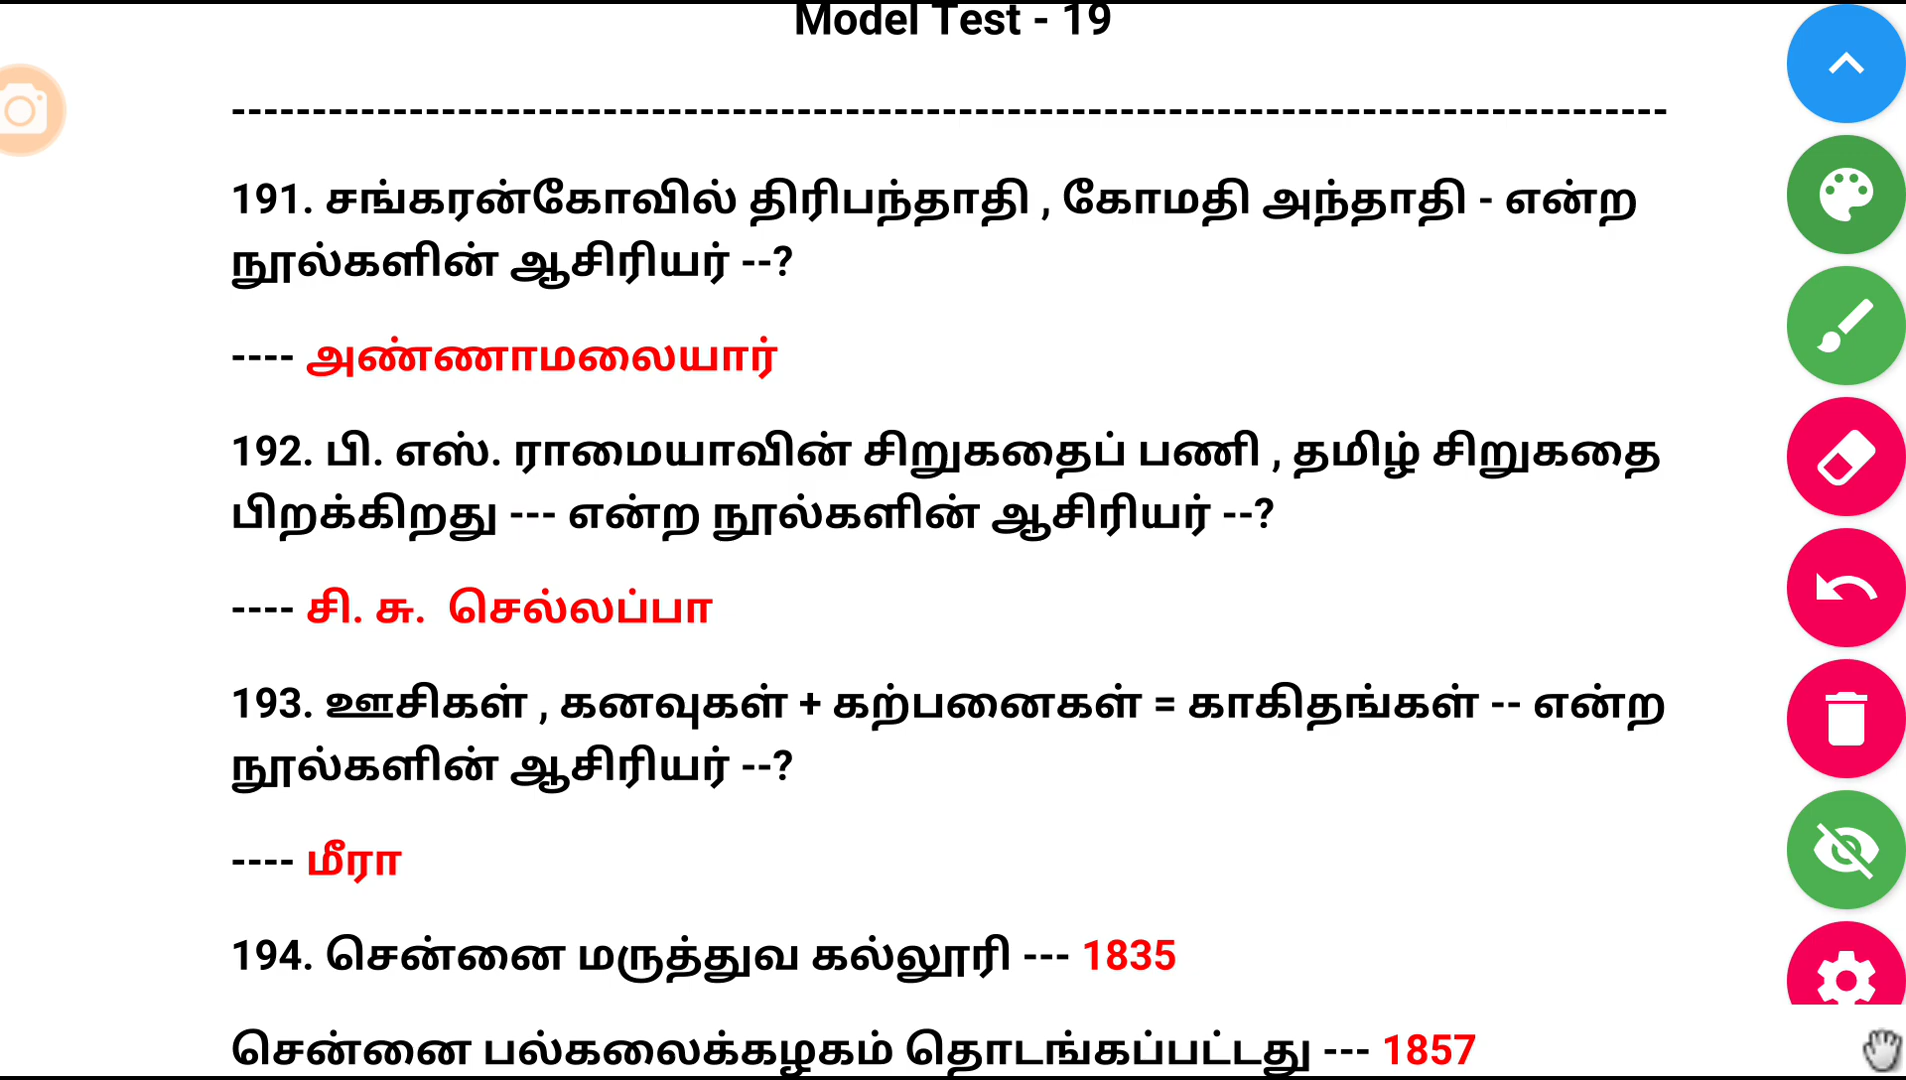 Model Test - 19
-----------------------------------------------------------------------------------------
191. சங்கரன்கோவில் திரிபந்தாதி , கோமதி அந்தாதி - என்ற
நூல்களின் ஆசிரியர் --?
---- அண்ணாமலையார்
192. பி. எஸ். ராமையாவின் சிறுகதைப் பணி , தமிழ் சிறுகதை
பிறக்கிறது --- என்ற நூல்களின் ஆசிரியர் --?
---- சி. சு. செல்லப்பா
193. ஊசிகள் , கனவுகள் + கற்பனைகள் = காகிதங்கள் -- என்ற
நூல்களின் ஆசிரியர் --?
---- மீரா
194. சென்னை மருத்துவ கல்லூரி --- 1835
சென்னை பல்கலைக்கழகம் தொடங்கப்பட்டது --- 1857